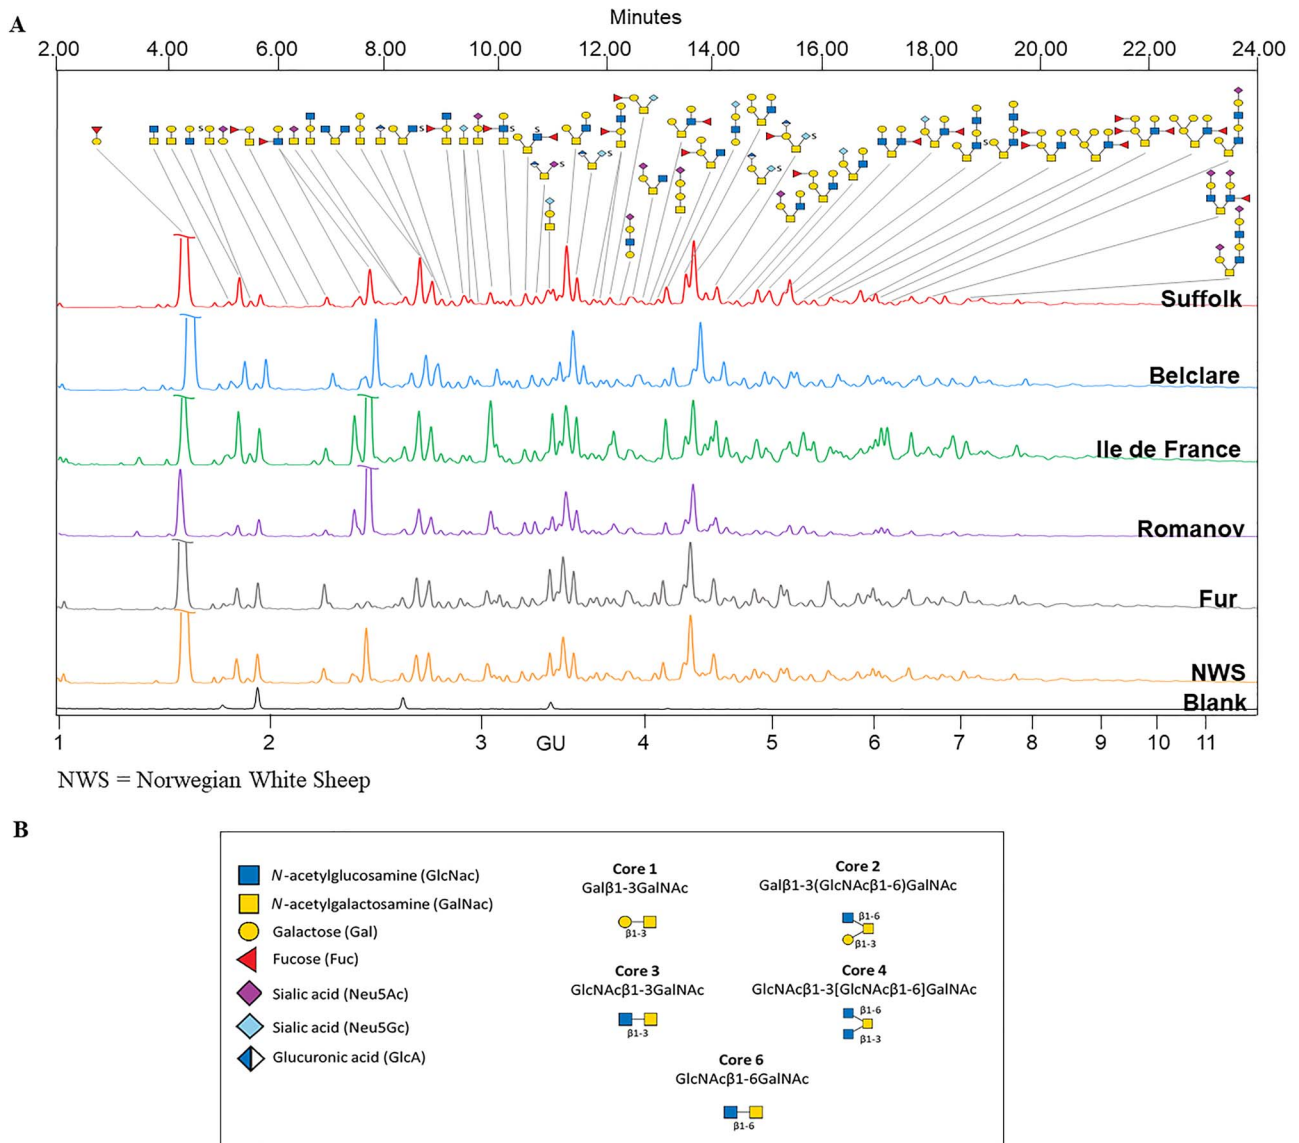 A
Minutes
2.00 4.00 6.00 8.00 10.00 12.00 14.00 16.00 18.00 20.00 22.00 24.00
S S S S S
S S S S S
Suffolk
Belclare
Ile de France
Romanov
Fur
NWS
Blank
1 2 3 GU 4 5 6 7 8 9 10 11
NWS = Norwegian White Sheep
B
N-acetylglucosamine (GlcNac)
N-acetylgalactosamine (GalNac)
Galactose (Gal)
Fucose (Fuc)
Sialic acid (Neu5Ac)
Sialic acid (Neu5Gc)
Glucuronic acid (GlcA)
Core 1
Galβ1-3GalNAc
β1-3
Core 2
Galβ1-3(GlcNAcβ1-6)GalNAc
β1-6
β1-3
Core 3
GlcNAcβ1-3GalNAc
β1-3
Core 4
GlcNAcβ1-3[GlcNAcβ1-6]GalNAc
β1-6
β1-3
Core 6
GlcNAcβ1-6GalNAc
β1-6